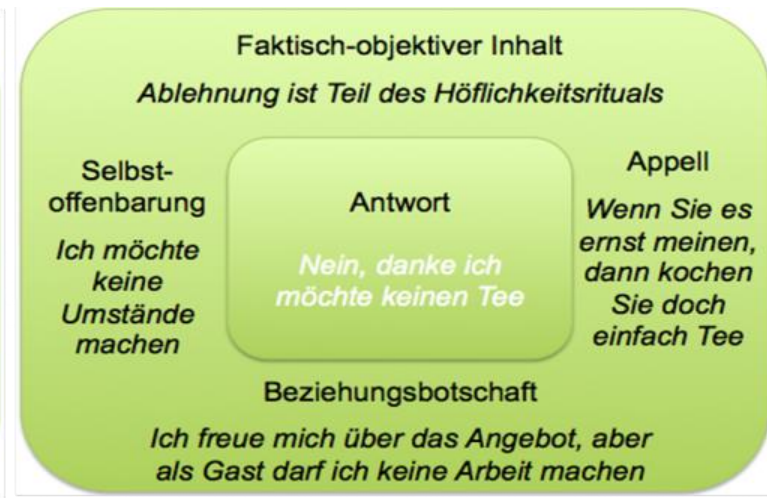 Faktisch-objektiver Inhalt
Ablehnung ist Teil des Höflichkeitsrituals
Selbst-
offenbarung
Ich möchte
keine
Umstände
machen
Antwort
Nein, danke ich
möchte keinen Tee
Appell
Wenn Sie es
ernst meinen,
dann kochen
Sie doch
einfach Tee
Beziehungsbotschaft
Ich freue mich über das Angebot, aber
als Gast darf ich keine Arbeit machen